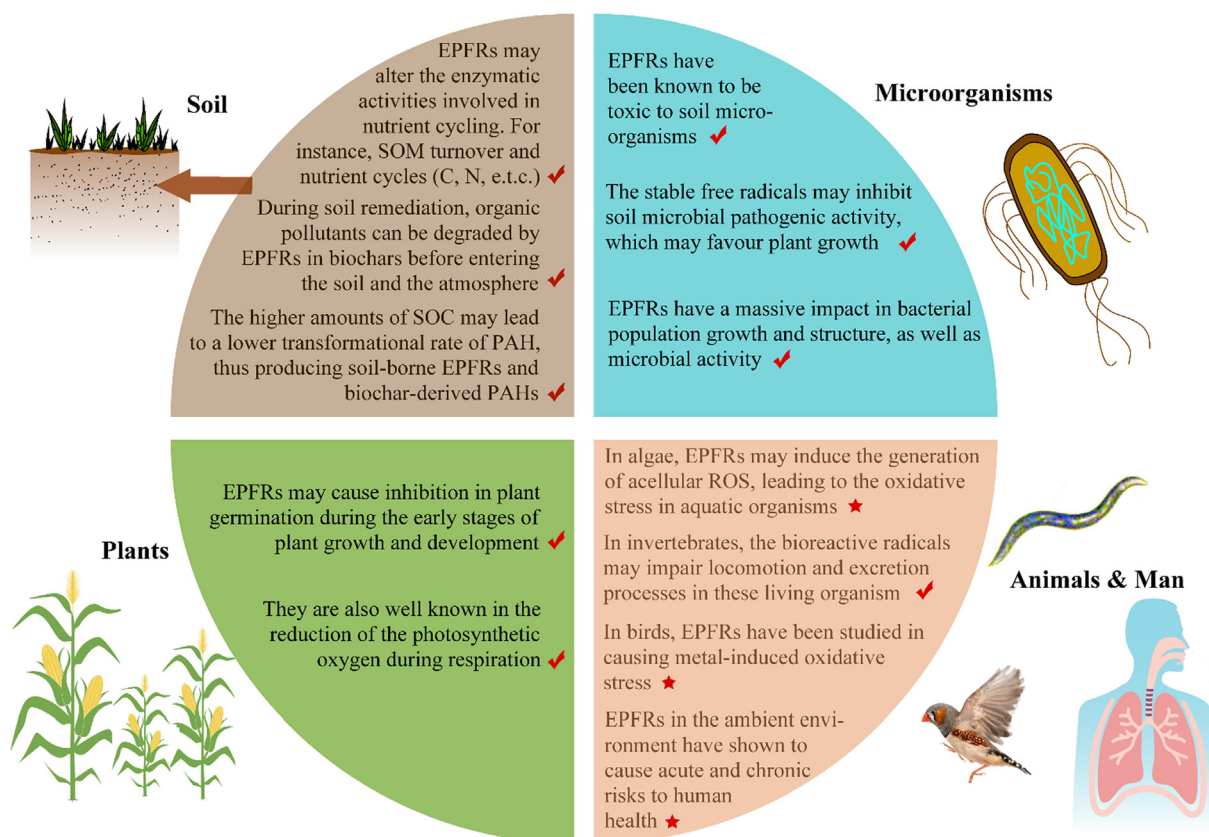 Soil
EPFRs may
alter the enzymatic
activities involved in
nutrient cycling. For
instance, SOM turnover and
nutrient cycles (C, N, e.t.c.) ✓
During soil remediation, organic
pollutants can be degraded by
EPFRs in biochars before entering
the soil and the atmosphere ✓
The higher amounts of SOC may lead
to a lower transformational rate of PAH,
thus producing soil-borne EPFRs and
biochar-derived PAHs ✓
Microorganisms
EPFRs have
been known to be
toxic to soil micro-
organisms ✓
The stable free radicals may inhibit
soil microbial pathogenic activity,
which may favour plant growth ✓
EPFRs have a massive impact in bacterial
population growth and structure, as well as
microbial activity ✓
Plants
EPFRs may cause inhibition in plant
germination during the early stages of
plant growth and development ✓
They are also well known in the
reduction of the photosynthetic
oxygen during respiration ✓
In algae, EPFRs may induce the generation
of acellular ROS, leading to the oxidative
stress in aquatic organisms ★
In invertebrates, the bioreactive radicals
may impair locomotion and excretion
processes in these living organism ✓
In birds, EPFRs have been studied in
causing metal-induced oxidative
stress ★
EPFRs in the ambient envi-
ronment have shown to
cause acute and chronic
risks to human
health ★
Animals & Man